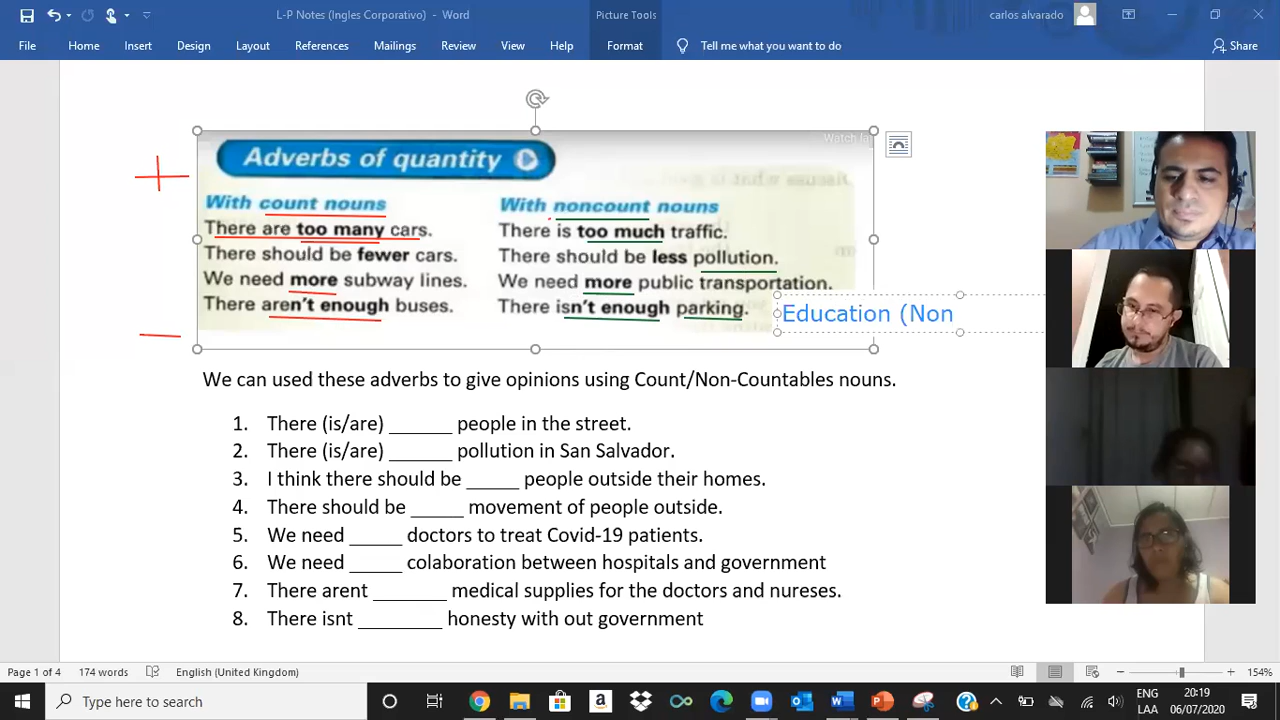 L-P Notes (Ingles Corporativo) - Word
Picture Tools
carlos alvarado
File Home Insert Design Layout References Mailings Review View Help Format Tell me what you want to do Share
Watch la
Adverbs of quantity
With count nouns
There are too many cars.
There should be fewer cars.
We need more subway lines.
There aren't enough buses.
With noncount nouns
There is too much traffic.
There should be less pollution.
We need more public transportation.
There isn't enough parking.
Education (Non
We can used these adverbs to give opinions using Count/Non-Countables nouns.
1. There (is/are) ______ people in the street.
2. There (is/are) ______ pollution in San Salvador.
3. I think there should be _____ people outside their homes.
4. There should be _____ movement of people outside.
5. We need _____ doctors to treat Covid-19 patients.
6. We need _____ colaboration between hospitals and government
7. There arent _______ medical supplies for the doctors and nureses.
8. There isnt ________ honesty with out government
Page 1 of 4 174 words English (United Kingdom) 154%
Type here to search
ENG 20:19
LAA 06/07/2020